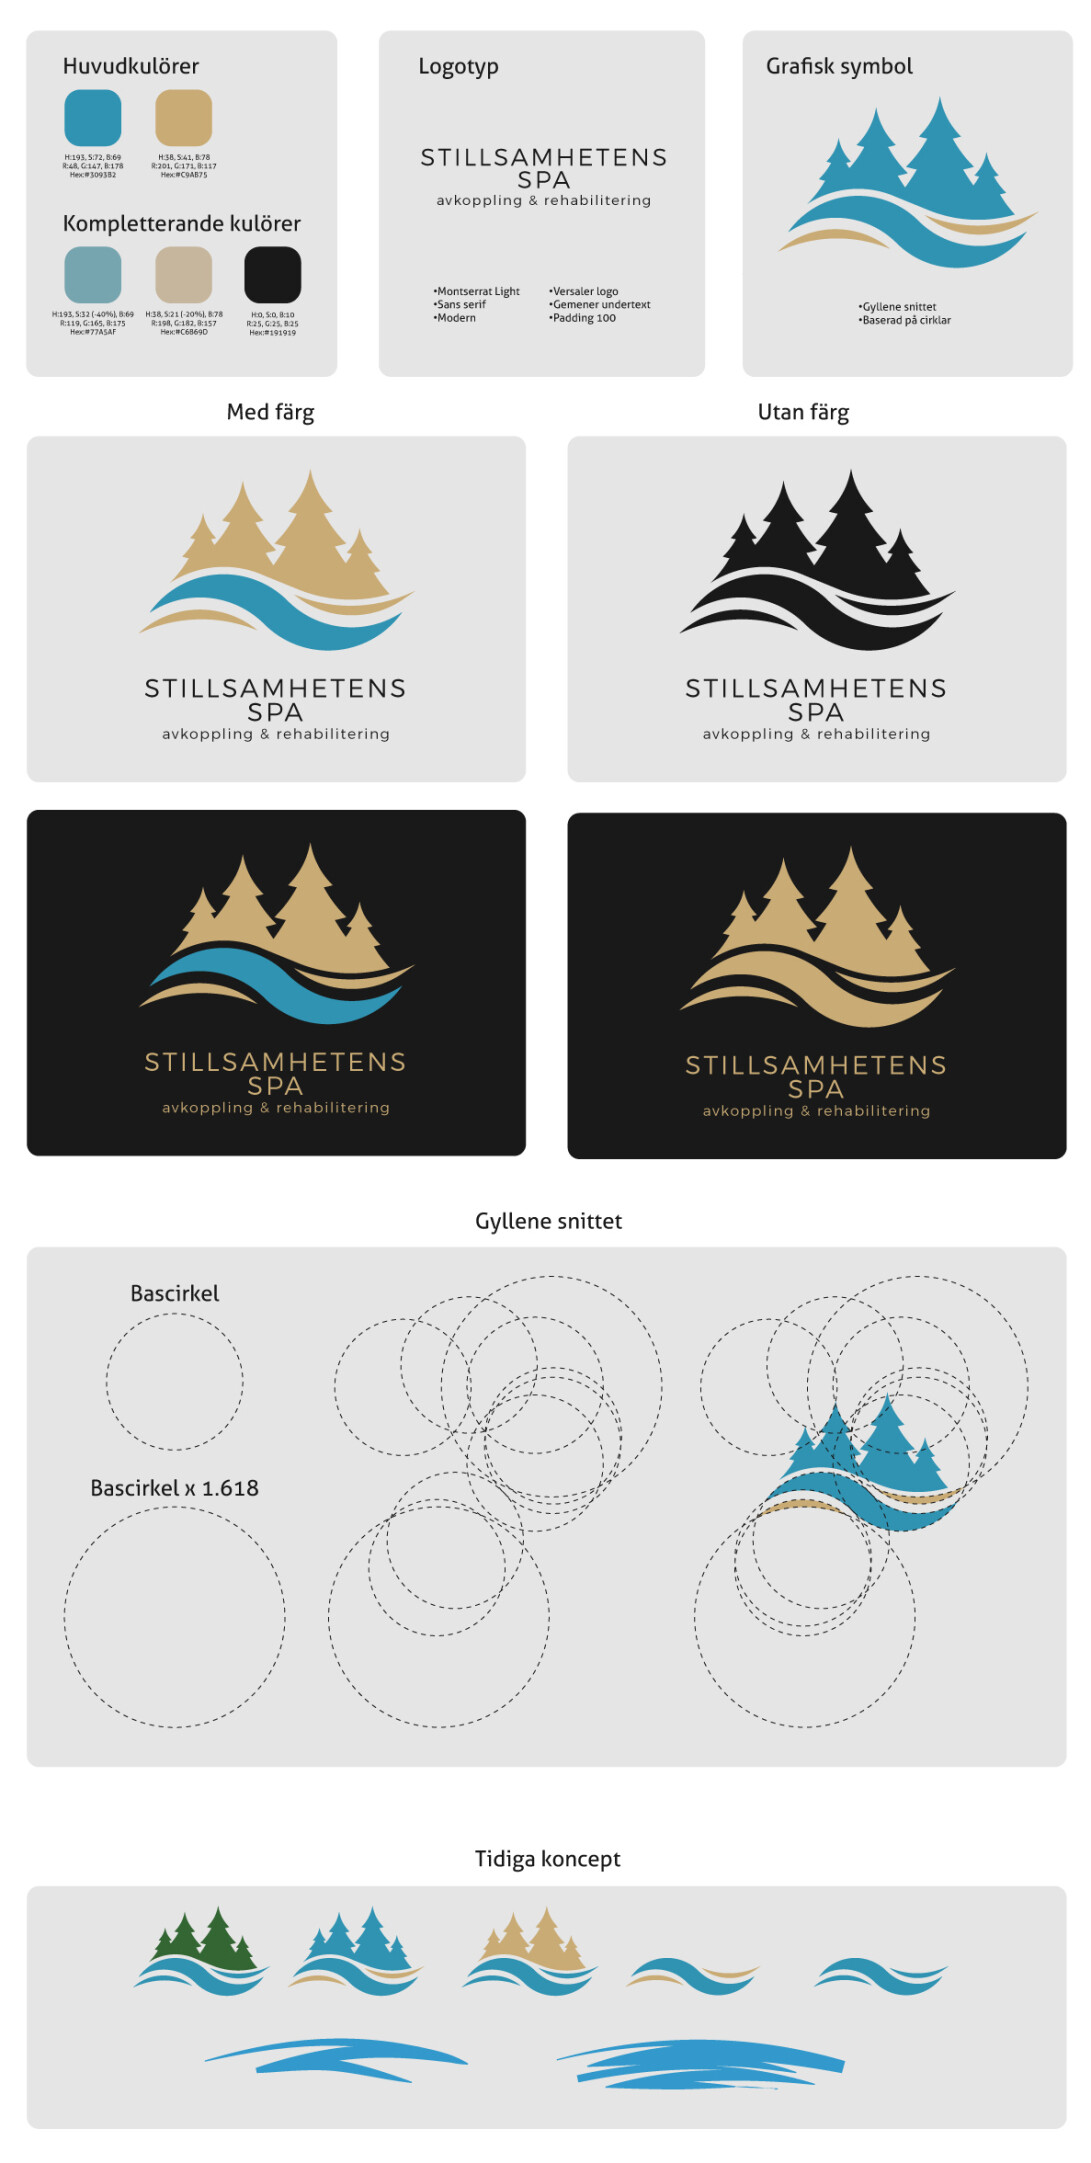 Huvudkulörer
H:193, S:72, B:69
R:48, G:147, B:178
Hex:#3093B2
H:38, S:41, B:78
R:201, G:171, B:117
Hex:#C9AB75
Kompletterande kulörer
H:193, S:32 (-40%), B:69
R:119, G:165, B:175
Hex:#77A5AF
H:38, S:21 (-20%), B:78
R:198, G:182, B:157
Hex:#C6B69D
H:0, S:0, B:10
R:25, G:25, B:25
Hex:#191919
Logotyp
STILLSAMHETENS
SPA
avkoppling & rehabilitering
•Montserrat Light
•Sans serif
•Modern
•Versaler logo
•Gemener undertext
•Padding 100
Grafisk symbol
•Gyllene snittet
•Baserad på cirklar
Med färg
Utan färg
STILLSAMHETENS
SPA
avkoppling & rehabilitering
STILLSAMHETENS
SPA
avkoppling & rehabilitering
STILLSAMHETENS
SPA
avkoppling & rehabilitering
STILLSAMHETENS
SPA
avkoppling & rehabilitering
Gyllene snittet
Bascirkel
Bascirkel x 1.618
Tidiga koncept